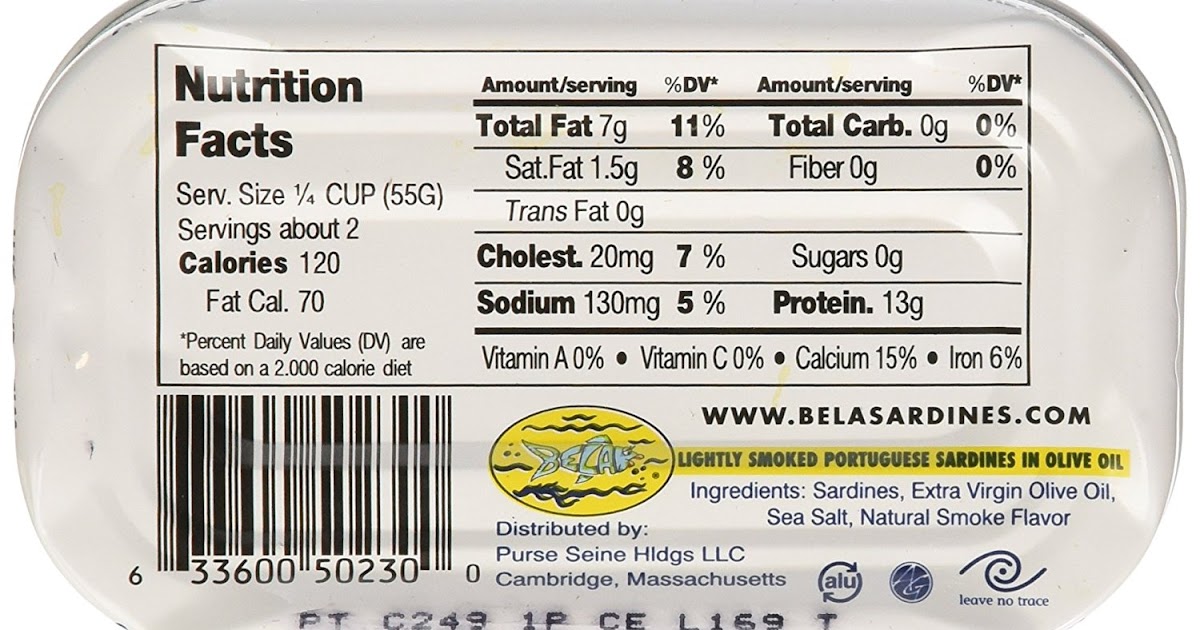 Nutrition
Facts
Serv. Size ¼ CUP (55G)
Servings about 2
Calories 120
Fat Cal. 70
*Percent Daily Values (DV) are
based on a 2.000 calorie diet
Amount/serving %DV* Amount/serving %DV*
Total Fat 7g 11% Total Carb. 0g 0%
Sat.Fat 1.5g 8 % Fiber 0g 0%
Trans Fat 0g
Cholest. 20mg 7 % Sugars 0g
Sodium 130mg 5 % Protein. 13g
Vitamin A 0% • Vitamin C 0% • Calcium 15% • Iron 6%
6 33600 50230 0
WWW.BELASARDINES.COM
BELA
LIGHTLY SMOKED PORTUGUESE SARDINES IN OLIVE OIL
Ingredients: Sardines, Extra Virgin Olive Oil,
Sea Salt, Natural Smoke Flavor
Distributed by:
Purse Seine Hldgs LLC
Cambridge, Massachusetts
alu
leave no trace
PT C249 1P CE L169 T